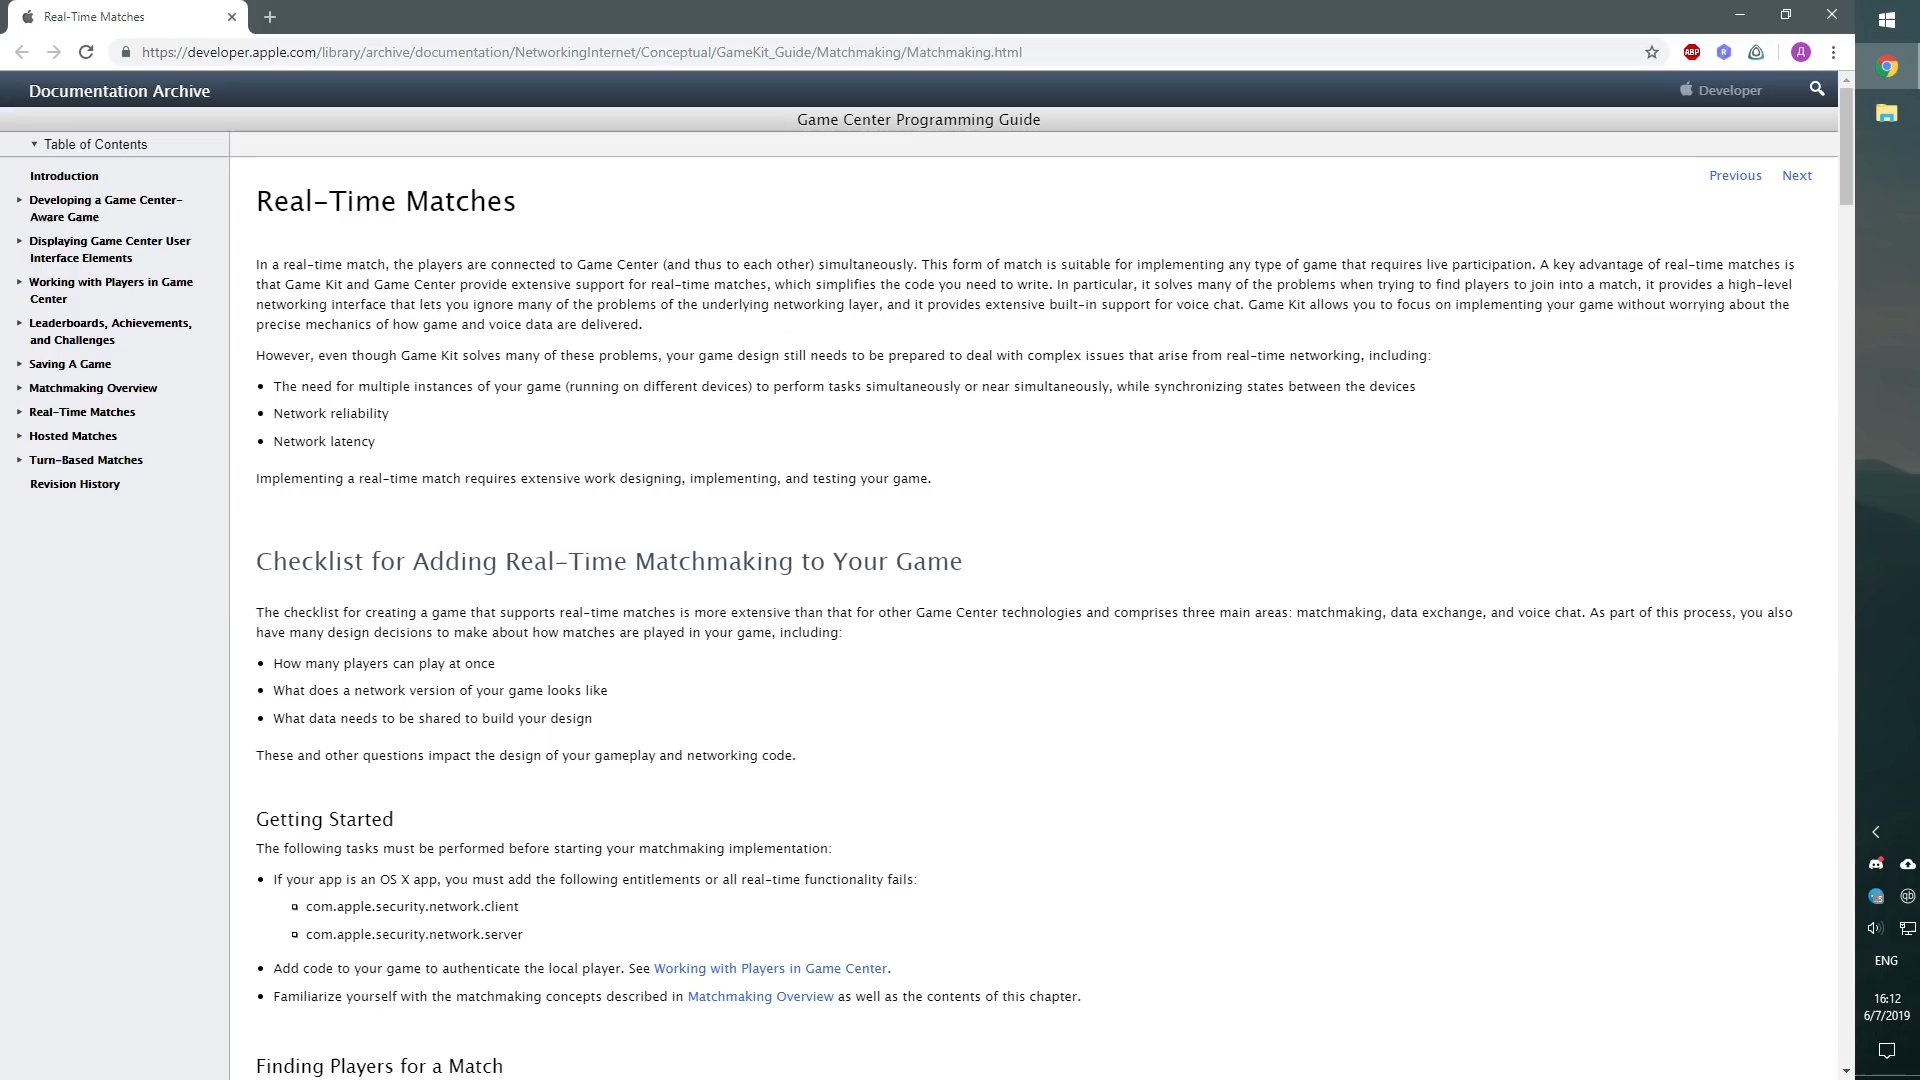 Real-Time Matches
https://developer.apple.com/library/archive/documentation/NetworkingInternet/Conceptual/GameKit_Guide/Matchmaking/Matchmaking.html
ABP
R
Д
Documentation Archive
Developer
Game Center Programming Guide
Table of Contents
Introduction
Developing a Game Center-
Aware Game
Displaying Game Center User
Interface Elements
Working with Players in Game
Center
Leaderboards, Achievements,
and Challenges
Saving A Game
Matchmaking Overview
Real-Time Matches
Hosted Matches
Turn-Based Matches
Revision History
Previous Next
Real-Time Matches
In a real-time match, the players are connected to Game Center (and thus to each other) simultaneously. This form of match is suitable for implementing any type of game that requires live participation. A key advantage of real-time matches is
that Game Kit and Game Center provide extensive support for real-time matches, which simplifies the code you need to write. In particular, it solves many of the problems when trying to find players to join into a match, it provides a high-level
networking interface that lets you ignore many of the problems of the underlying networking layer, and it provides extensive built-in support for voice chat. Game Kit allows you to focus on implementing your game without worrying about the
precise mechanics of how game and voice data are delivered.
However, even though Game Kit solves many of these problems, your game design still needs to be prepared to deal with complex issues that arise from real-time networking, including:
• The need for multiple instances of your game (running on different devices) to perform tasks simultaneously or near simultaneously, while synchronizing states between the devices
• Network reliability
• Network latency
Implementing a real-time match requires extensive work designing, implementing, and testing your game.
Checklist for Adding Real-Time Matchmaking to Your Game
The checklist for creating a game that supports real-time matches is more extensive than that for other Game Center technologies and comprises three main areas: matchmaking, data exchange, and voice chat. As part of this process, you also
have many design decisions to make about how matches are played in your game, including:
• How many players can play at once
• What does a network version of your game looks like
• What data needs to be shared to build your design
These and other questions impact the design of your gameplay and networking code.
Getting Started
The following tasks must be performed before starting your matchmaking implementation:
• If your app is an OS X app, you must add the following entitlements or all real-time functionality fails:
com.apple.security.network.client
com.apple.security.network.server
• Add code to your game to authenticate the local player. See Working with Players in Game Center.
• Familiarize yourself with the matchmaking concepts described in Matchmaking Overview as well as the contents of this chapter.
Finding Players for a Match
qb
ENG
16:12
6/7/2019